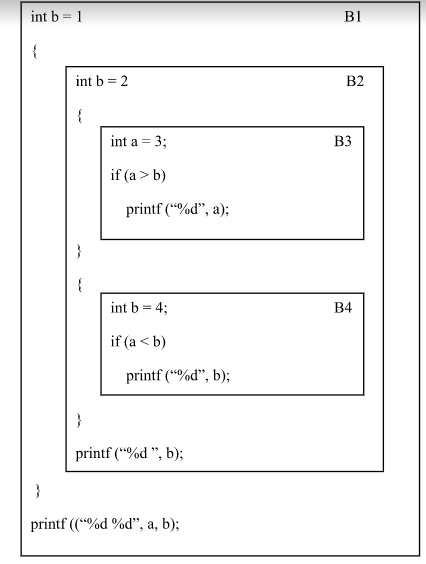 int b = 1 B1
{
int b = 2 B2
{
int a = 3; B3
if (a > b)
printf (“%d”, a);
}
{
int b = 4; B4
if (a < b)
printf (“%d”, b);
}
printf (“%d ”, b);
}
printf ((“%d %d”, a, b);